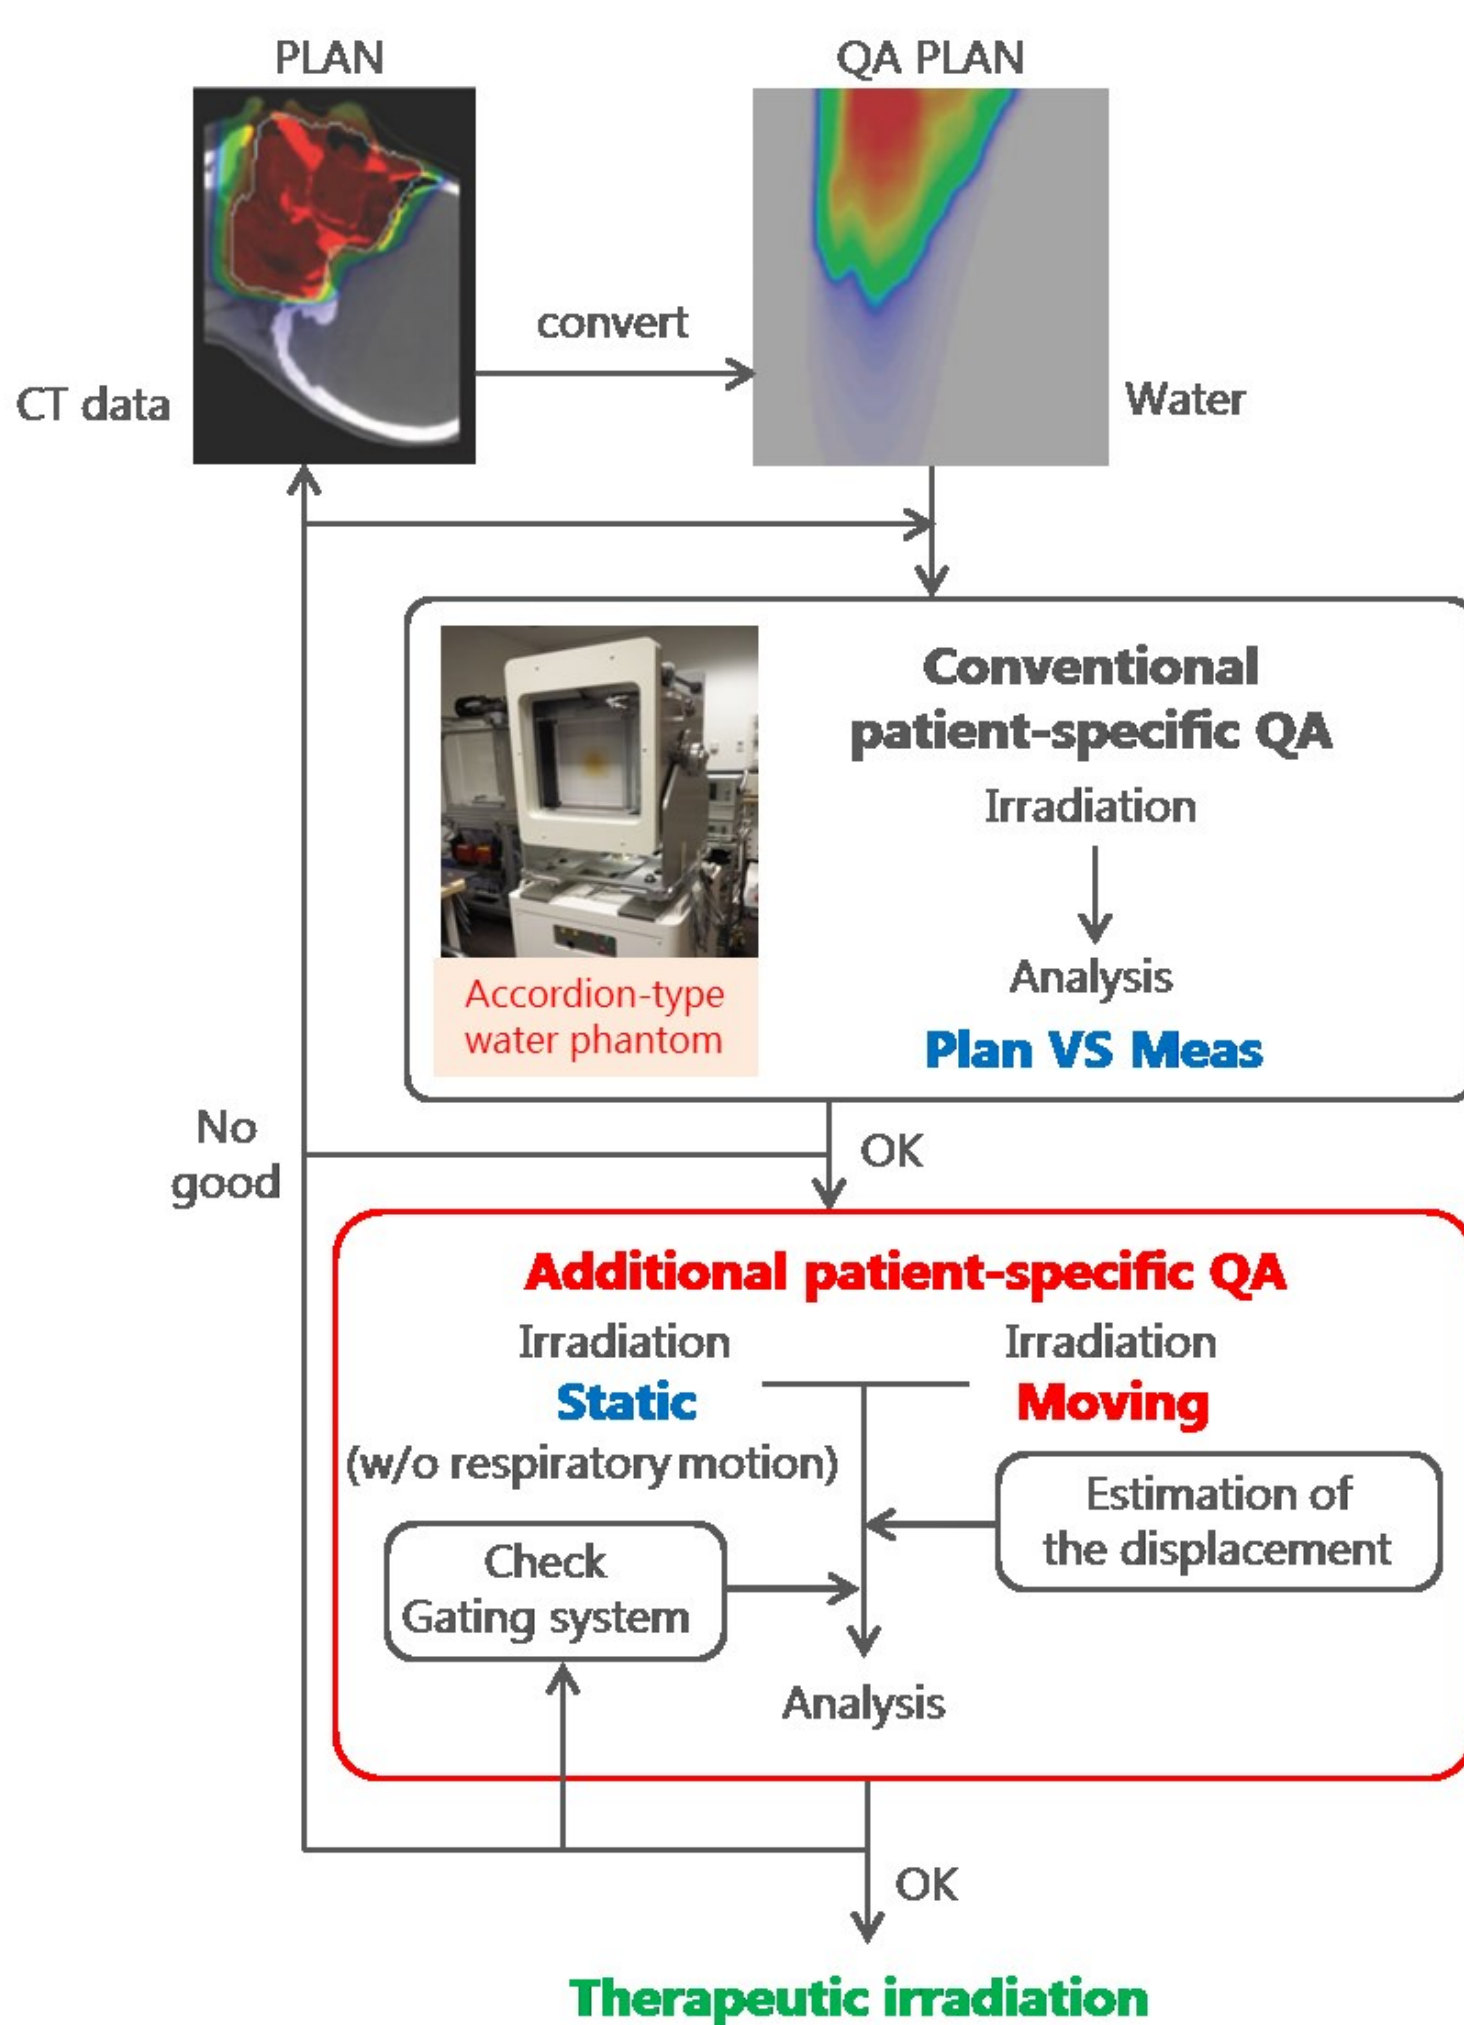 PLAN
QA PLAN
convert
CT data
Water
Conventional
patient-specific QA
Irradiation
Analysis
Plan VS Meas
Accordion-type
water phantom
No
good
OK
Additional patient-specific QA
Irradiation
Static
(w/o respiratory motion)
Irradiation
Moving
Estimation of
the displacement
Check
Gating system
Analysis
OK
Therapeutic irradiation